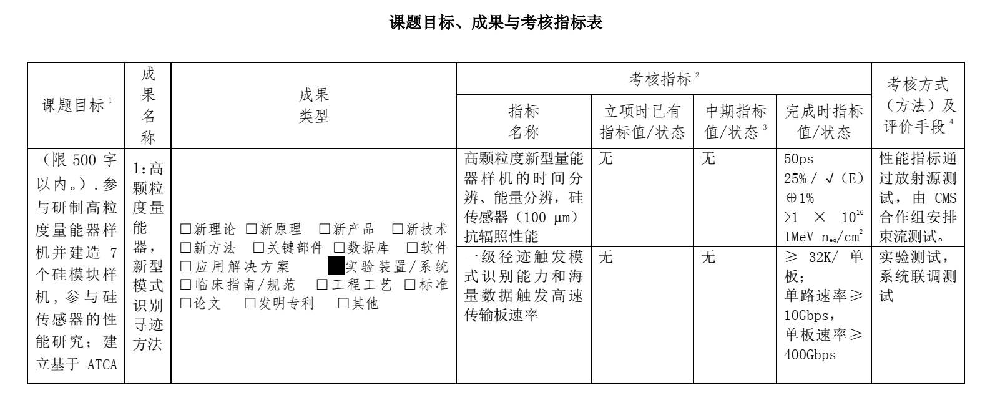 课题目标、成果与考核指标表
课题目标 1
成
果
名
称
成果
类型
考核指标 2
考核方式
（方法）及
评价手段 4
指标
名称
立项时已有
指标值/状态
中期指标
值/状态 3
完成时指标
值/状态
（限 500 字
以内。）.参
与研制高粒
度量能器样
机并建造 7
个硅模块样
机,参与硅
传感器的性
能研究；建
立基于 ATCA
1:高
颗粒
度量
能
器，
新型
模式
识别
寻迹
方法
□新理论 □新原理 □新产品 □新技术
□新方法 □关键部件 □数据库 □软件
□应用解决方案 ■实验装置/系统
□临床指南/规范 □工程工艺 □标准
□论文 □发明专利 □其他
高颗粒度新型量能
器样机的时间分
辨、能量分辨，硅
传感器（100 μm）
抗辐照性能
无
无
50ps
25% / √（E）
⊕1%
>1 × 10¹⁶
1MeV neq/cm²
性能指标通
过放射源测
试，由 CMS
合作组安排
束流测试。
一级径迹触发模
式识别能力和海
量数据触发高速
传输板速率
无
无
≥ 32K/ 单
板；
单路速率≥
10Gbps，
单板速率≥
400Gbps
实验测试，
系统联调测
试